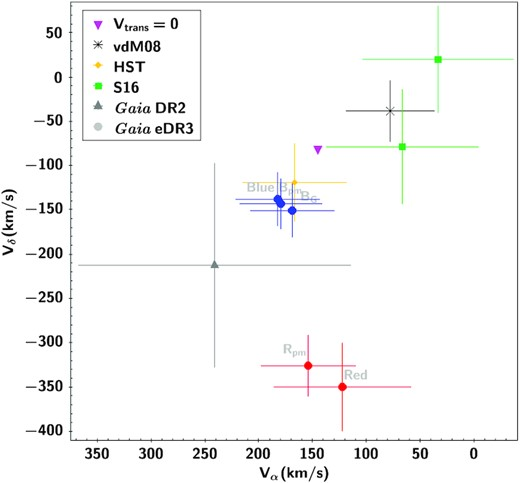 V_trans = 0
vdM08
HST
S16
Gaia DR2
Gaia eDR3
50
0
−50
−100
−150
−200
−250
−300
−350
−400
V_δ(km/s)
Blue B_pm
B_G
R_pm
Red
350 300 250 200 150 100 50 0
V_α(km/s)